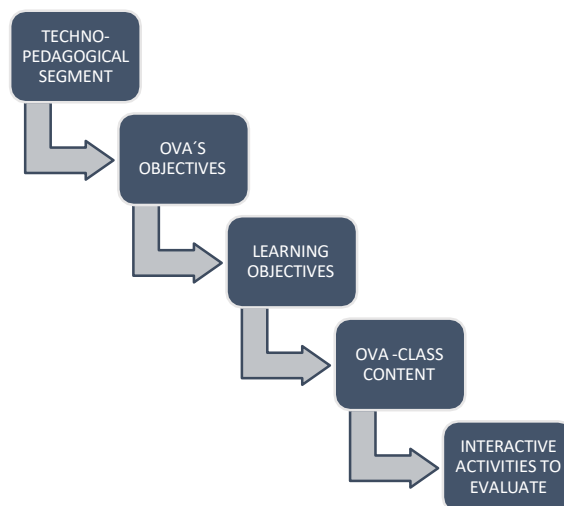 TECHNO-
PEDAGOGICAL
SEGMENT
OVA´S
OBJECTIVES
LEARNING
OBJECTIVES
OVA -CLASS
CONTENT
INTERACTIVE
ACTIVITIES TO
EVALUATE